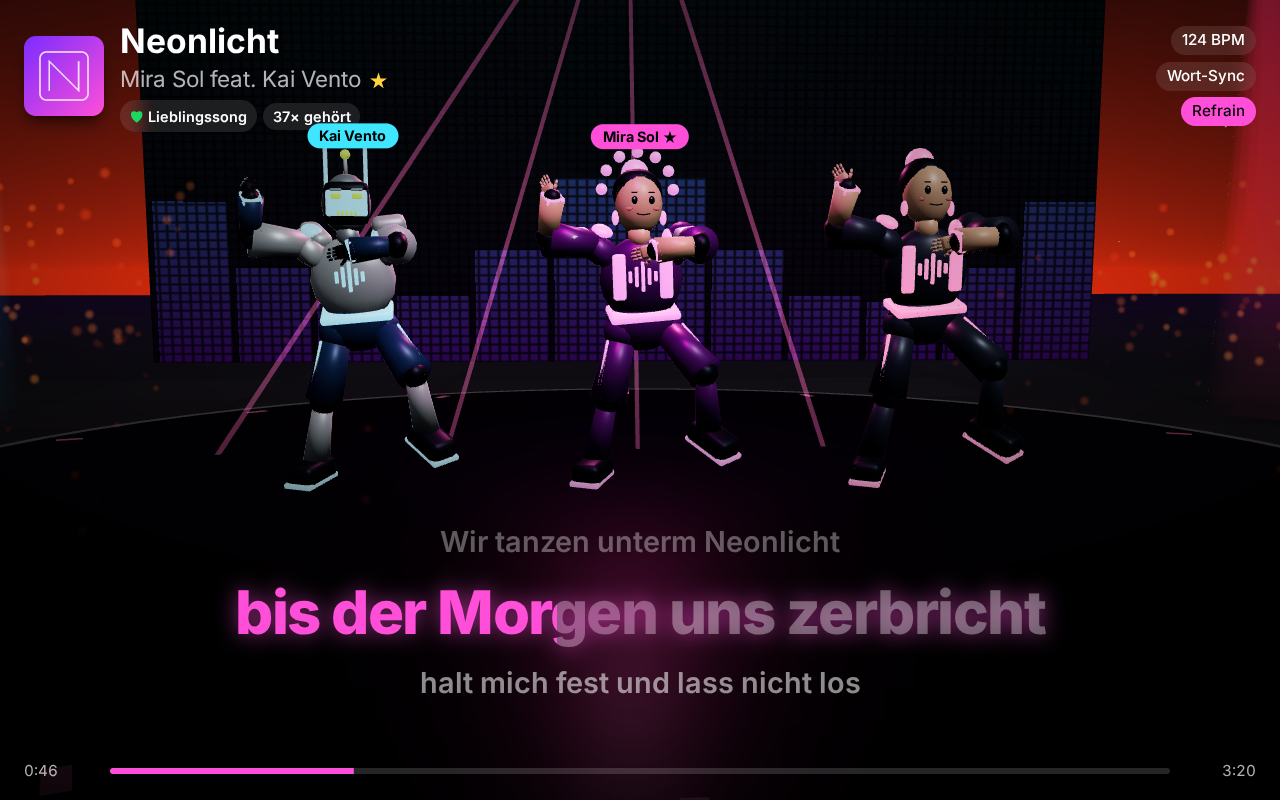 N
Neonlicht
Mira Sol feat. Kai Vento ★
Lieblingssong
37× gehört
124 BPM
Wort-Sync
Refrain
Kai Vento
Mira Sol ★
Wir tanzen unterm Neonlicht
bis der Morgen uns zerbricht
halt mich fest und lass nicht los
0:46
3:20